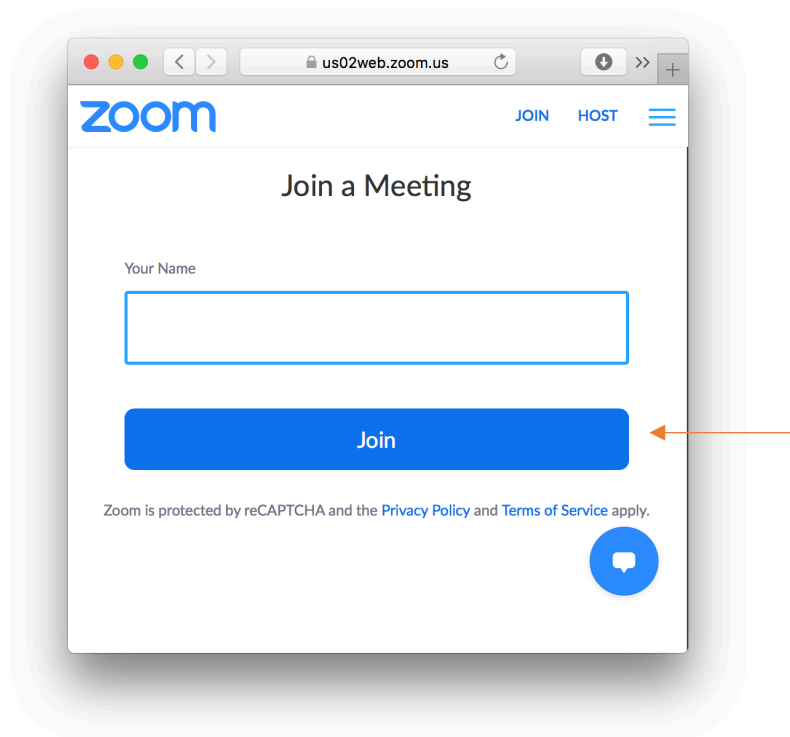 us02web.zoom.us
zoom
JOIN HOST
Join a Meeting
Your Name
Join
Zoom is protected by reCAPTCHA and the Privacy Policy and Terms of Service apply.